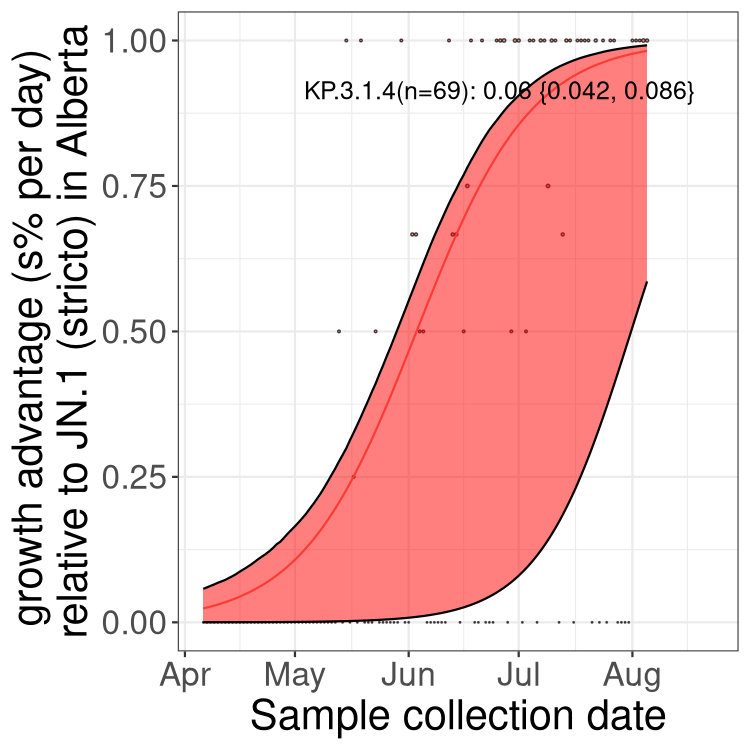 growth advantage (s% per day)
relative to JN.1 (stricto) in Alberta
1.00
0.75
0.50
0.25
0.00
KP.3.1.4(n=69): 0.06 {0.042, 0.086}
Apr May Jun Jul Aug
Sample collection date